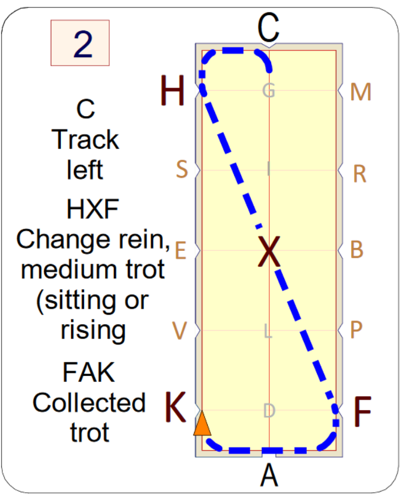 2
C
Track
left
HXF
Change rein,
medium trot
(sitting or
rising
FAK
Collected
trot
C
H G M
S I R
E X B
V L P
K D F
A